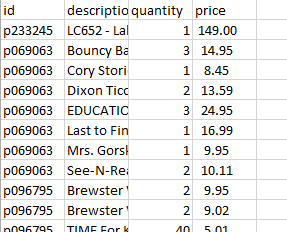 id descriptio quantity price
p233245 LC652 - Lal 1 149.00
p069063 Bouncy Ba 3 14.95
p069063 Cory Stori 1 8.45
p069063 Dixon Ticc 2 13.59
p069063 EDUCATIC 3 24.95
p069063 Last to Fin 1 16.99
p069063 Mrs. Gorsk 1 9.95
p069063 See-N-Rea 2 10.11
p096795 Brewster 2 9.95
p096795 Brewster 2 9.02
p096795 TIME For K 40 5.01